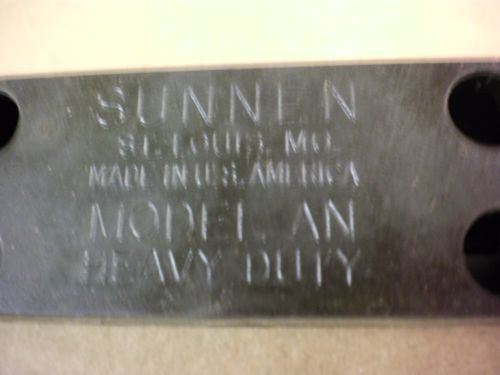 SUNNEN
ST. LOUIS, MO.
MADE IN U.S. AMERICA
MODEL AN
HEAVY DUTY